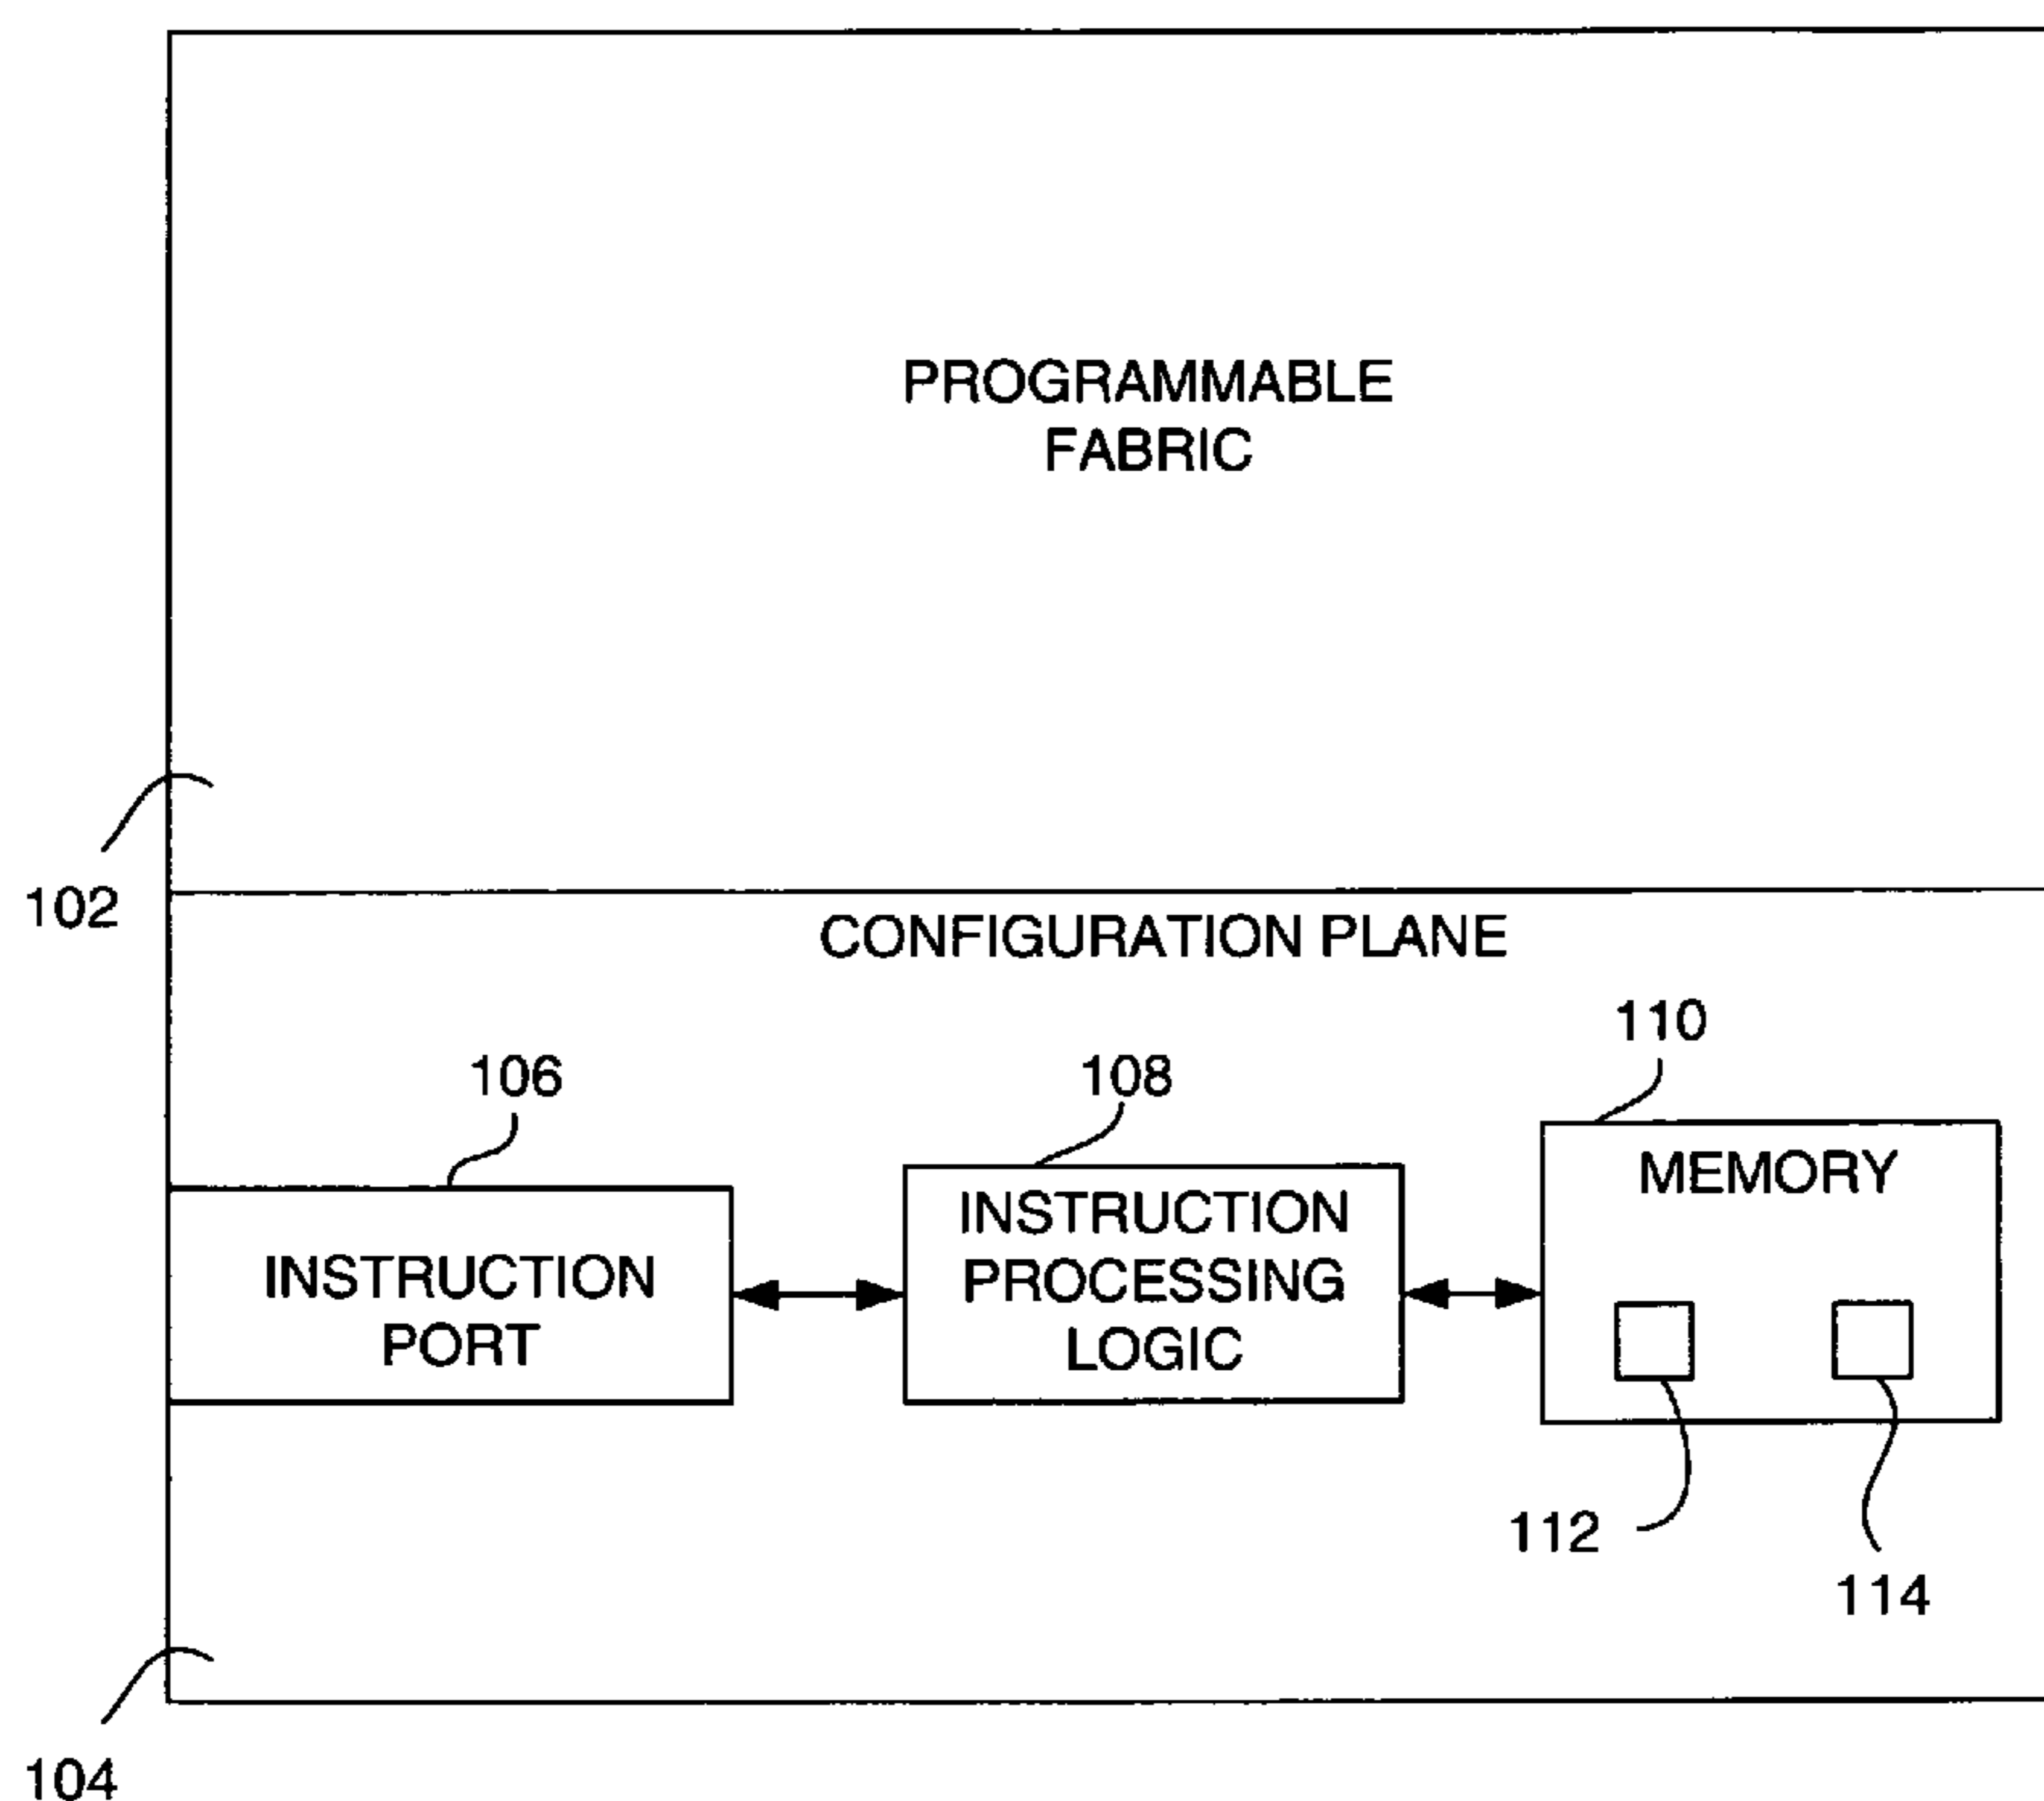 PROGRAMMABLE
FABRIC
102
CONFIGURATION PLANE
110
106
108
MEMORY
INSTRUCTION
PORT
INSTRUCTION
PROCESSING
LOGIC
112
114
104